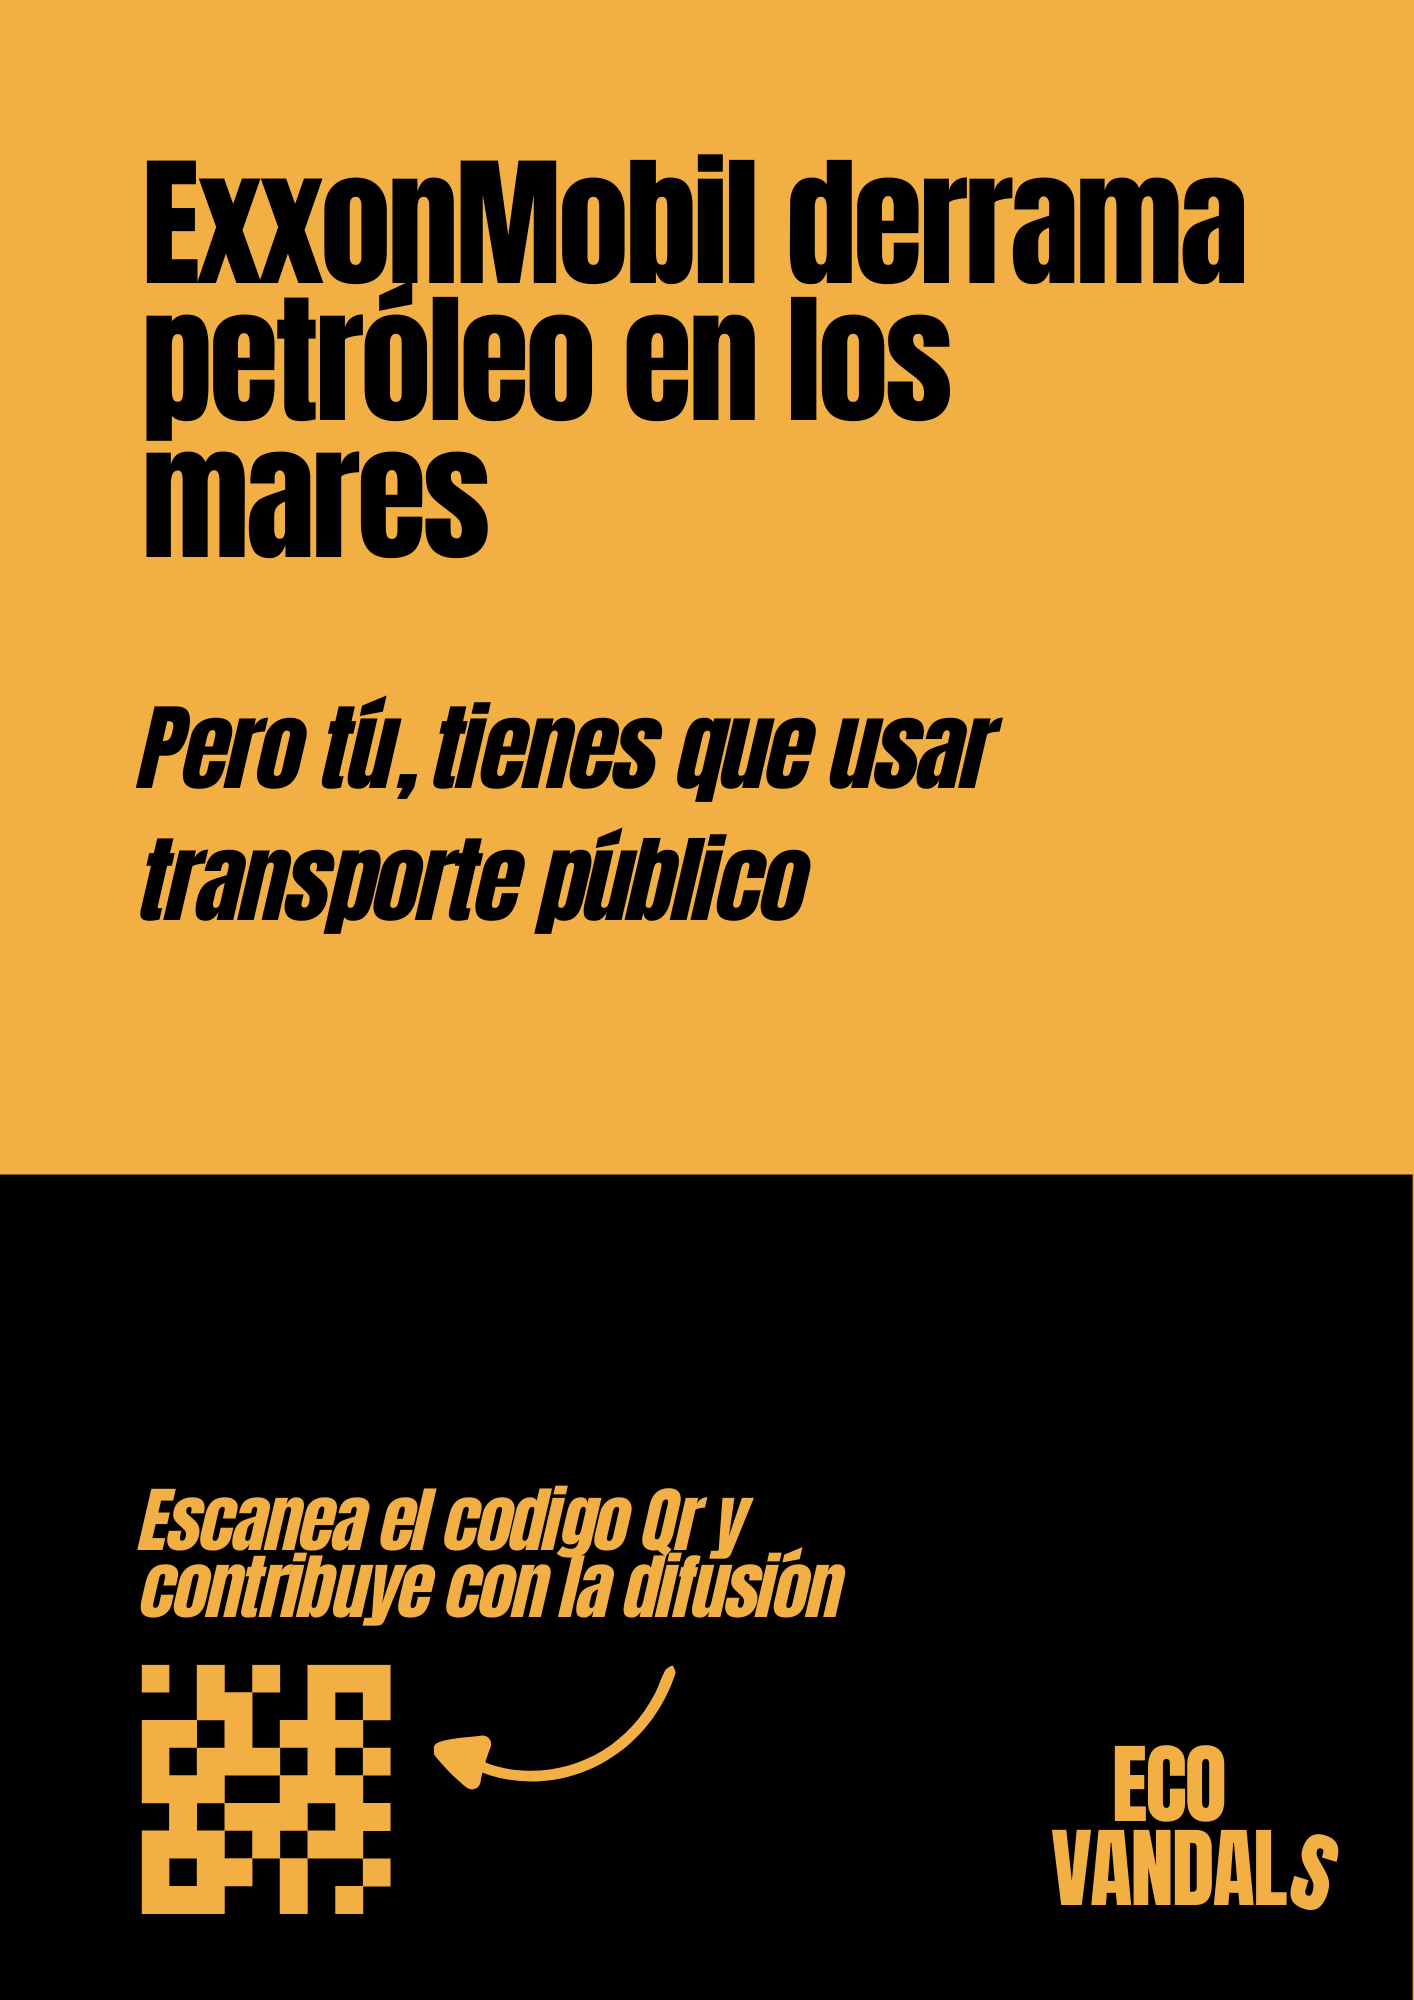 ExxonMobil derrama
petróleo en los
mares
Pero tú, tienes que usar
transporte público
Escanea el codigo Qr y
contribuye con la difusión
ECO
VANDALS